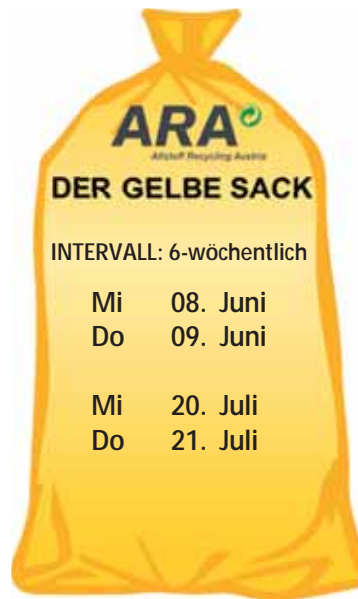 ARA
Altstoff Recycling Austria
DER GELBE SACK
INTERVALL: 6-wöchentlich
Mi 08. Juni
Do 09. Juni
Mi 20. Juli
Do 21. Juli